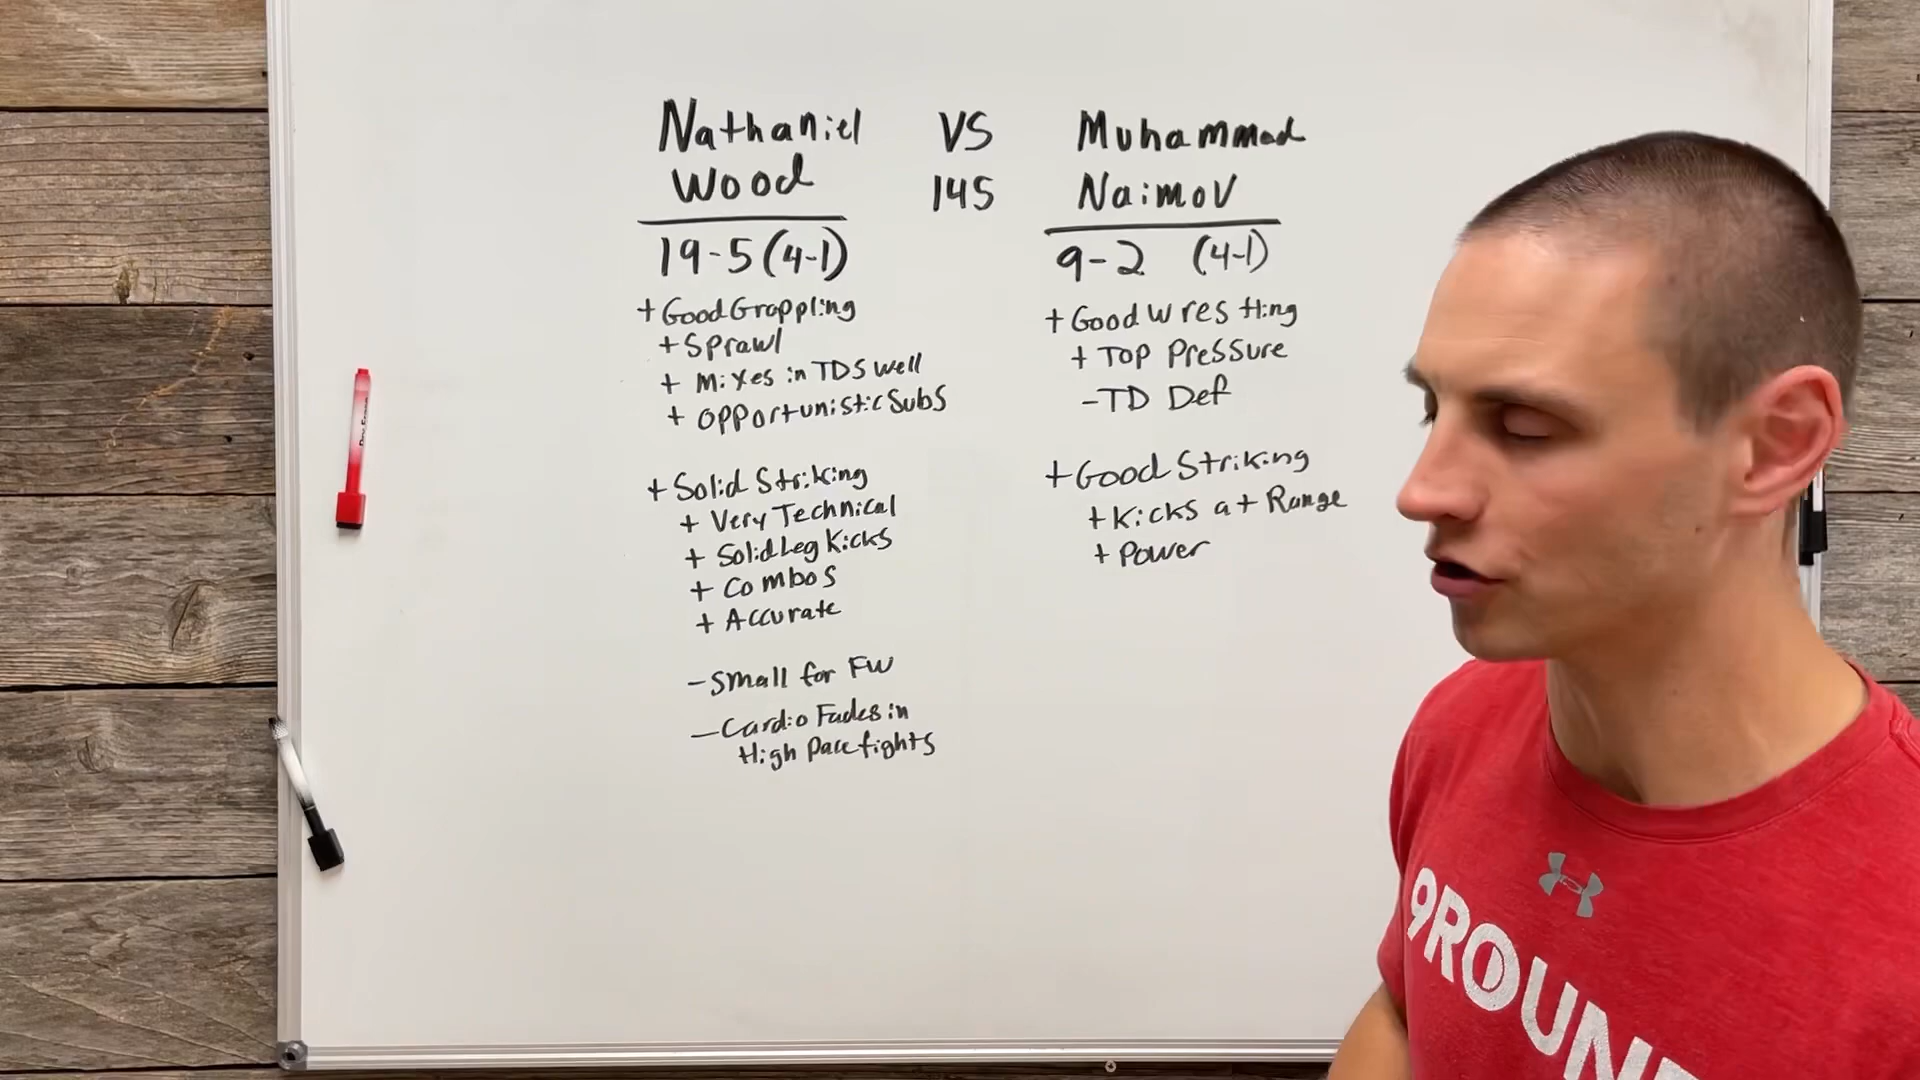 Nathaniel VS Muhammad
Wood 145 Naimov
19-5 (4-1)
+ Good Grappling
+ Sprawl
+ Mixes in TDS well
+ opportunistic Subs
+ Solid Striking
+ Very Technical
+ Solid Leg Kicks
+ Combos
+ Accurate
- Small for FW
- Cardio Fades in
High Pace fights
9-2 (4-1)
+ Good Wrestling
+ Top Pressure
- TD Def
+ Good Striking
+ Kicks at Range
+ Power
9ROUN